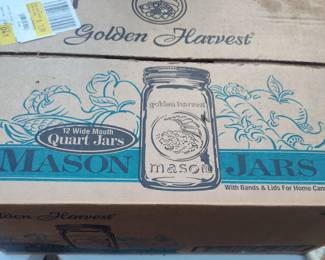 Golden Harvest
12 Wide Mouth
Quart Jars
golden harvest
MASON
mason
JARS
With Bands & Lids For Home Can
lden Harvest